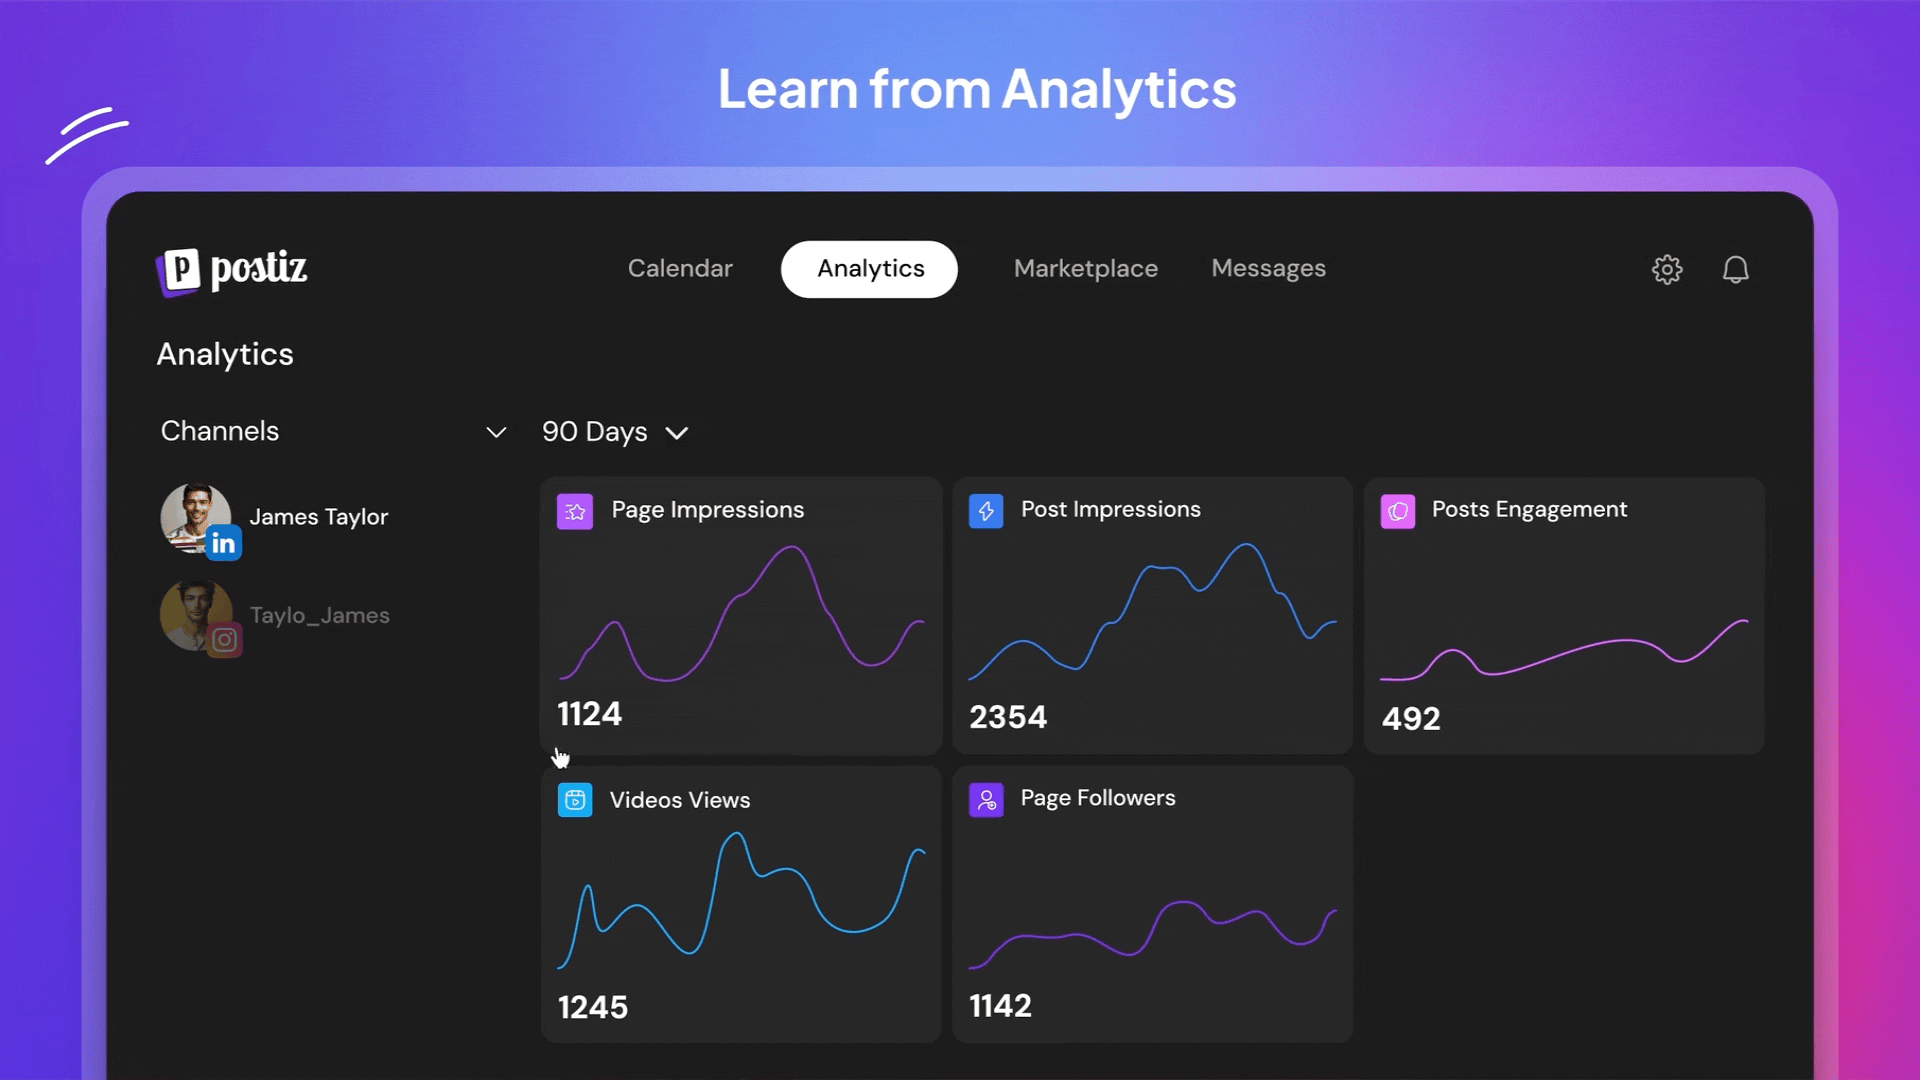 Learn from Analytics
P postiz
Calendar
Analytics
Marketplace
Messages
Analytics
Channels
90 Days
James Taylor
in
Taylo_James
Page Impressions
1124
Post Impressions
2354
Posts Engagement
492
Videos Views
1245
Page Followers
1142